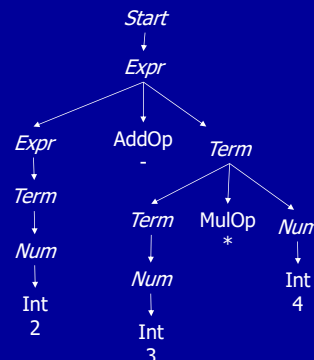 Start
Expr
Expr
AddOp
-
Term
Term
Term
MulOp
*
Num
Num
Num
Int
2
Int
4
Int
3